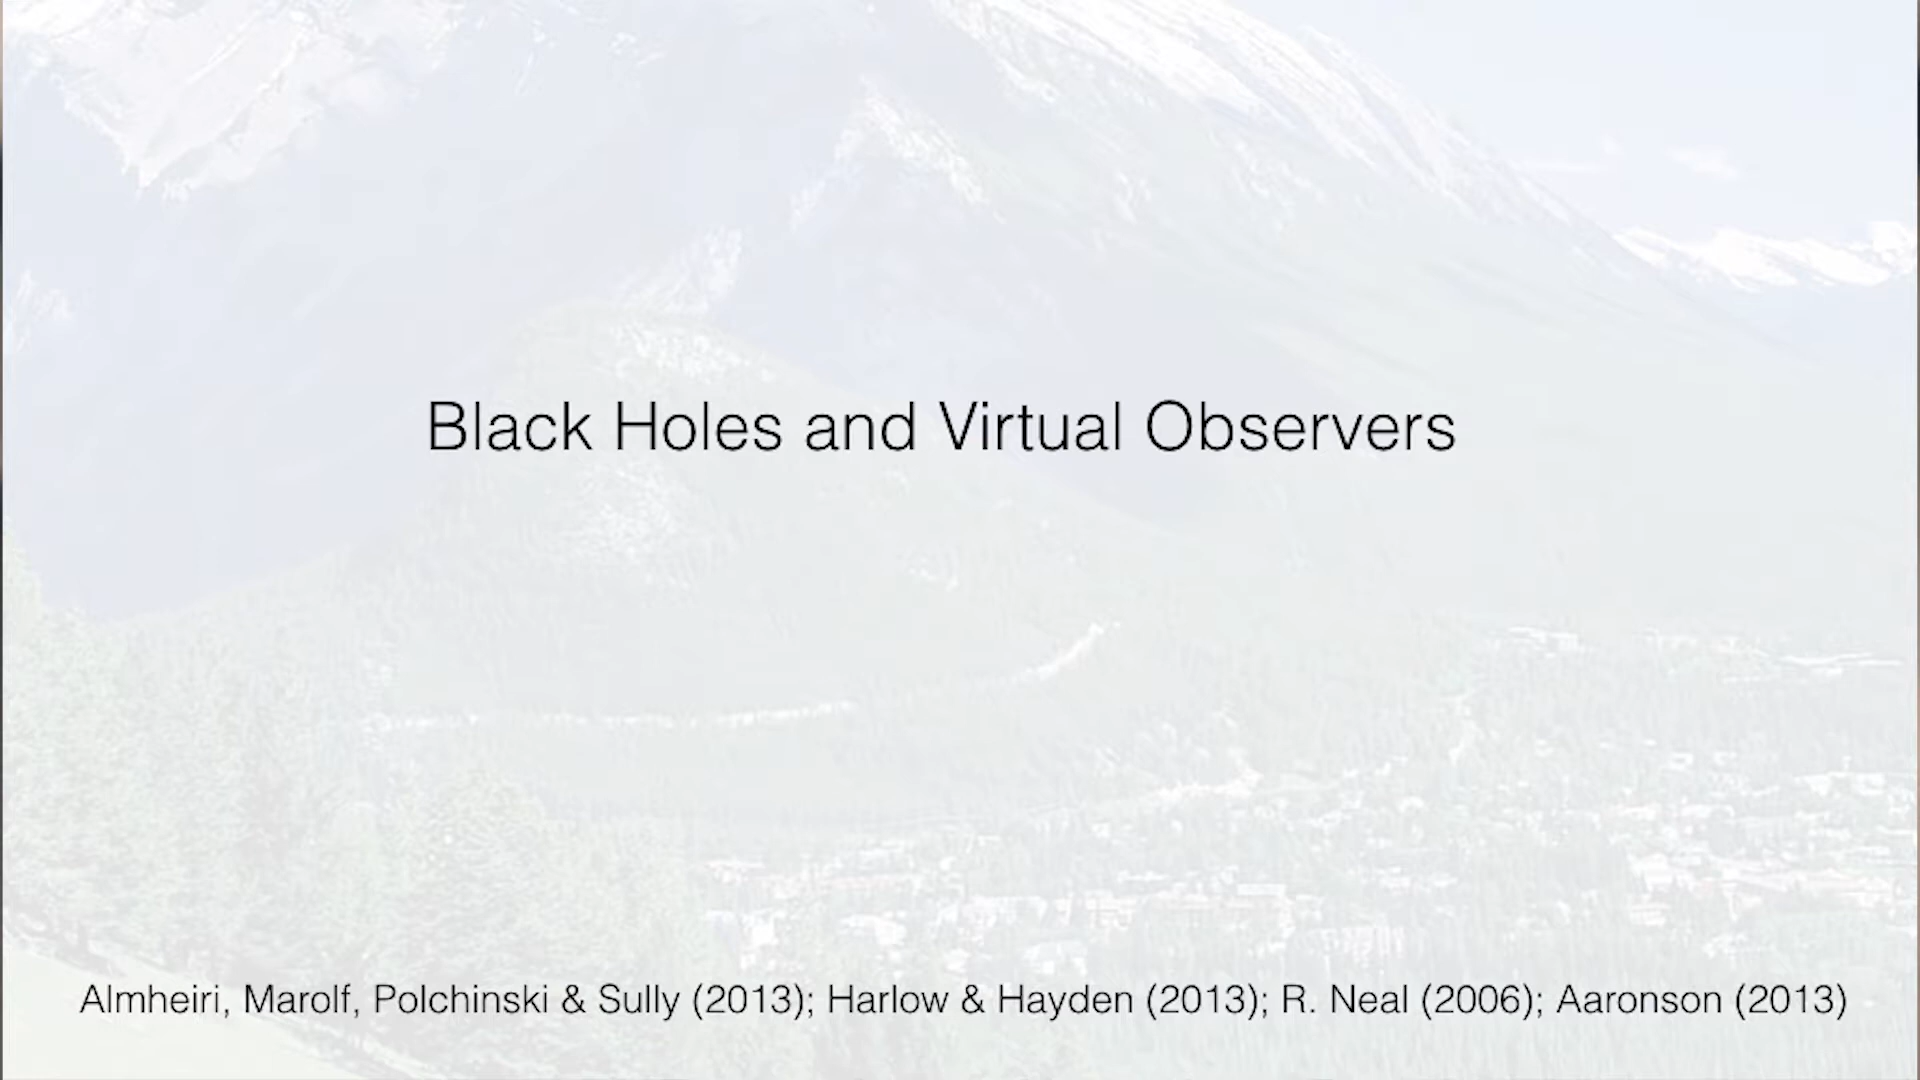 Black Holes and Virtual Observers
Almheiri, Marolf, Polchinski & Sully (2013); Harlow & Hayden (2013); R. Neal (2006); Aaronson (2013)